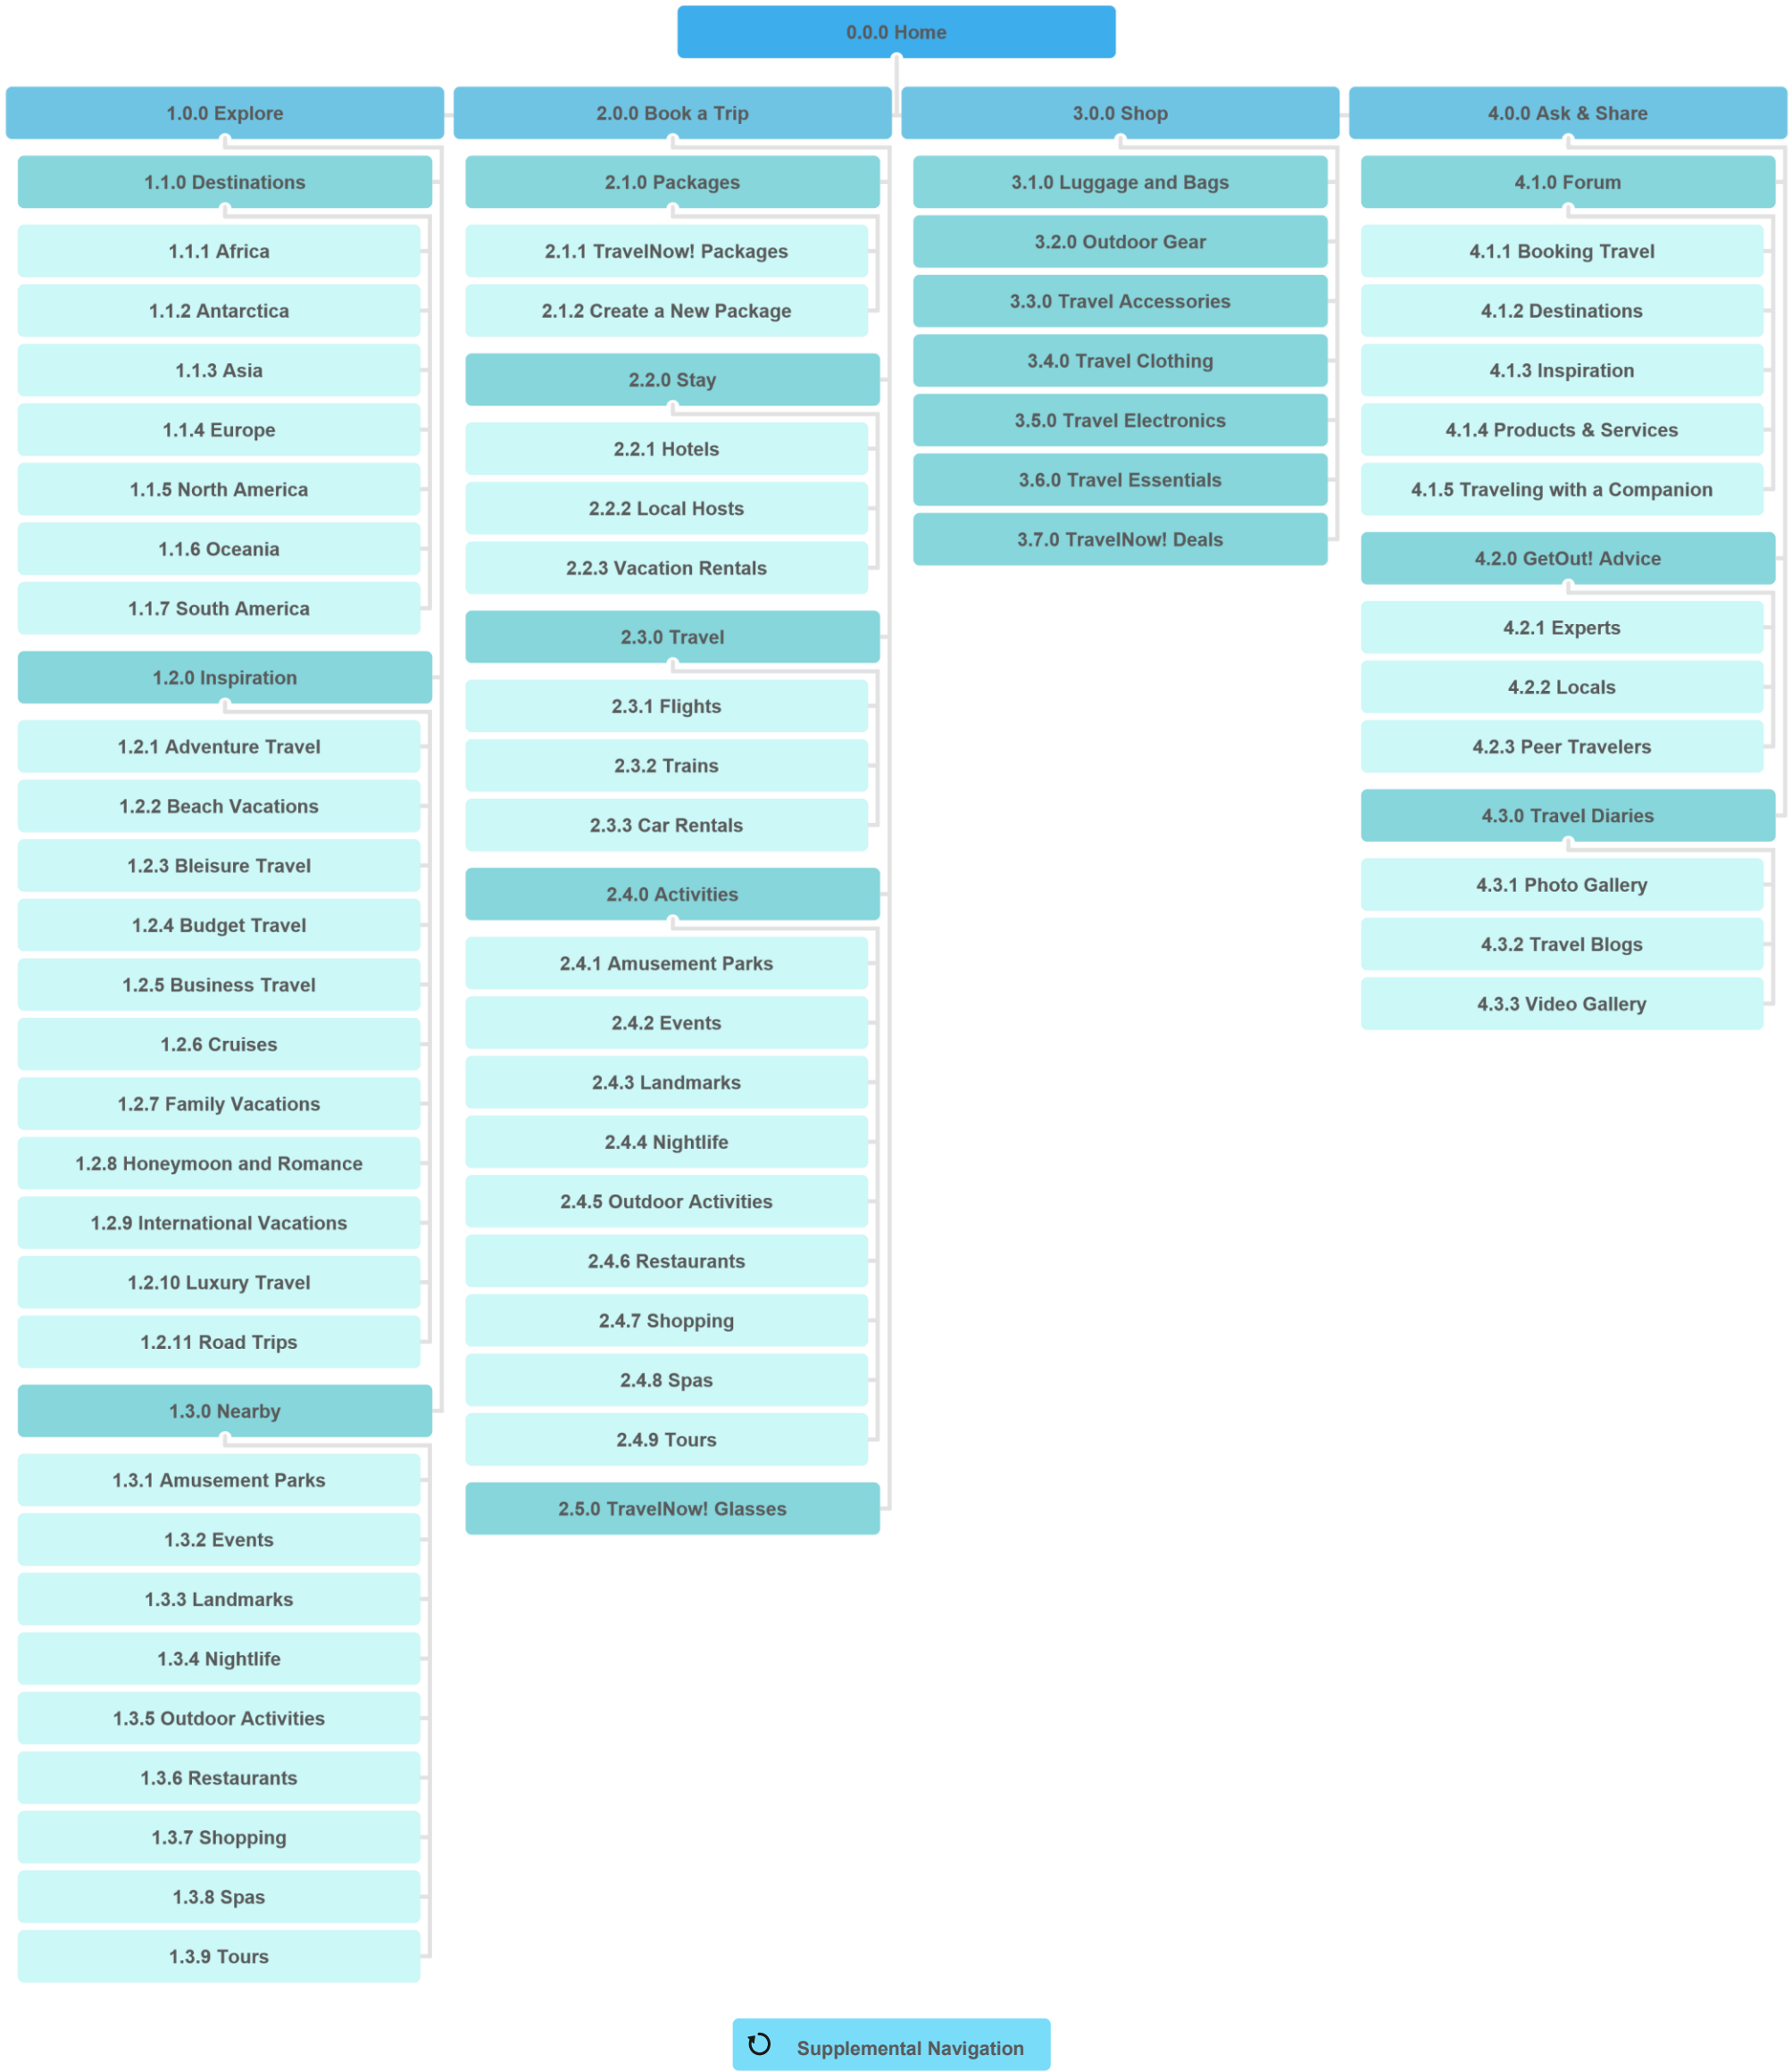 0.0.0 Home
1.0.0 Explore
1.1.0 Destinations
1.1.1 Africa
1.1.2 Antarctica
1.1.3 Asia
1.1.4 Europe
1.1.5 North America
1.1.6 Oceania
1.1.7 South America
1.2.0 Inspiration
1.2.1 Adventure Travel
1.2.2 Beach Vacations
1.2.3 Bleisure Travel
1.2.4 Budget Travel
1.2.5 Business Travel
1.2.6 Cruises
1.2.7 Family Vacations
1.2.8 Honeymoon and Romance
1.2.9 International Vacations
1.2.10 Luxury Travel
1.2.11 Road Trips
1.3.0 Nearby
1.3.1 Amusement Parks
1.3.2 Events
1.3.3 Landmarks
1.3.4 Nightlife
1.3.5 Outdoor Activities
1.3.6 Restaurants
1.3.7 Shopping
1.3.8 Spas
1.3.9 Tours
2.0.0 Book a Trip
2.1.0 Packages
2.1.1 TravelNow! Packages
2.1.2 Create a New Package
2.2.0 Stay
2.2.1 Hotels
2.2.2 Local Hosts
2.2.3 Vacation Rentals
2.3.0 Travel
2.3.1 Flights
2.3.2 Trains
2.3.3 Car Rentals
2.4.0 Activities
2.4.1 Amusement Parks
2.4.2 Events
2.4.3 Landmarks
2.4.4 Nightlife
2.4.5 Outdoor Activities
2.4.6 Restaurants
2.4.7 Shopping
2.4.8 Spas
2.4.9 Tours
2.5.0 TravelNow! Glasses
3.0.0 Shop
3.1.0 Luggage and Bags
3.2.0 Outdoor Gear
3.3.0 Travel Accessories
3.4.0 Travel Clothing
3.5.0 Travel Electronics
3.6.0 Travel Essentials
3.7.0 TravelNow! Deals
4.0.0 Ask & Share
4.1.0 Forum
4.1.1 Booking Travel
4.1.2 Destinations
4.1.3 Inspiration
4.1.4 Products & Services
4.1.5 Traveling with a Companion
4.2.0 GetOut! Advice
4.2.1 Experts
4.2.2 Locals
4.2.3 Peer Travelers
4.3.0 Travel Diaries
4.3.1 Photo Gallery
4.3.2 Travel Blogs
4.3.3 Video Gallery
Supplemental Navigation